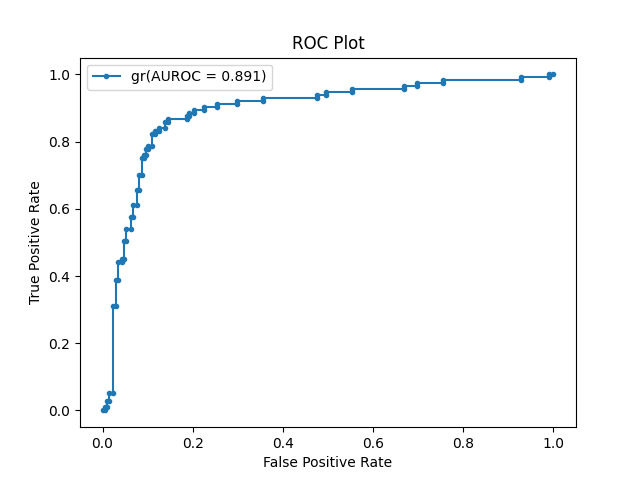 ROC Plot
gr(AUROC = 0.891)
True Positive Rate
1.0
0.8
0.6
0.4
0.2
0.0
0.0 0.2 0.4 0.6 0.8 1.0
False Positive Rate